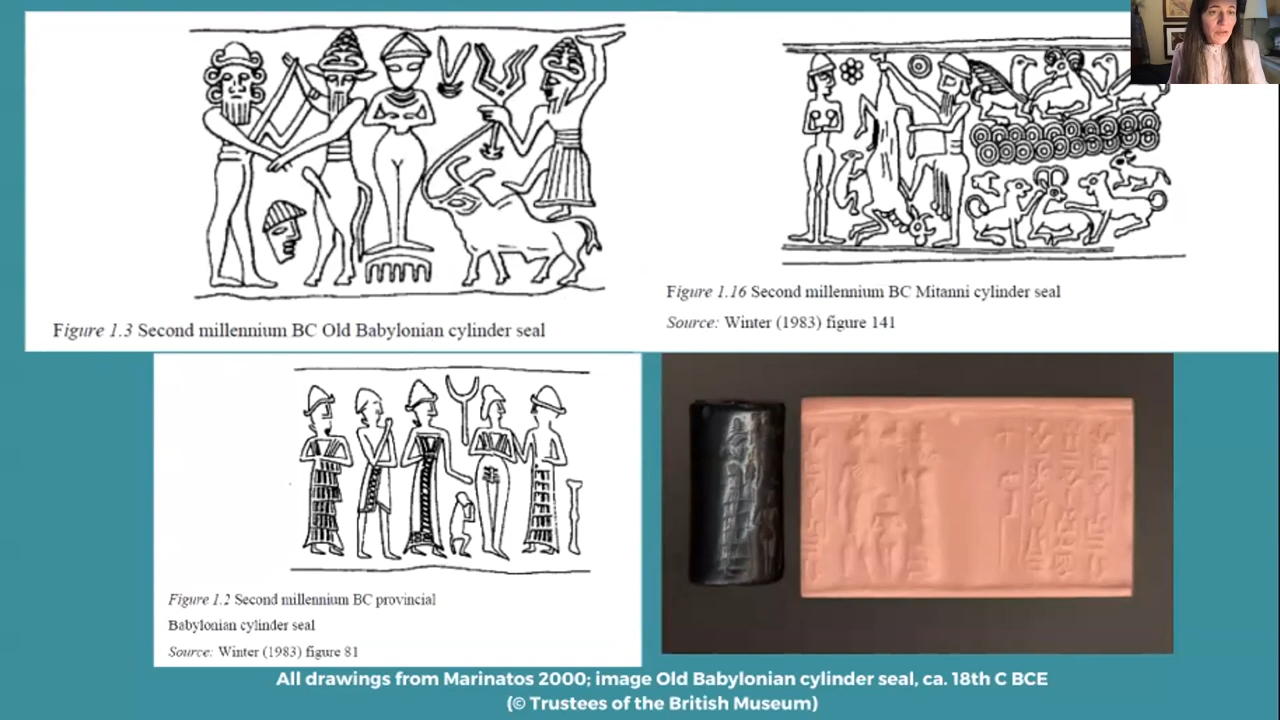 Figure 1.3 Second millennium BC Old Babylonian cylinder seal
Figure 1.16 Second millennium BC Mitanni cylinder seal
Source: Winter (1983) figure 141
Figure 1.2 Second millennium BC provincial
Babylonian cylinder seal
Source: Winter (1983) figure 81
All drawings from Marinatos 2000; image Old Babylonian cylinder seal, ca. 18th C BCE
(© Trustees of the British Museum)